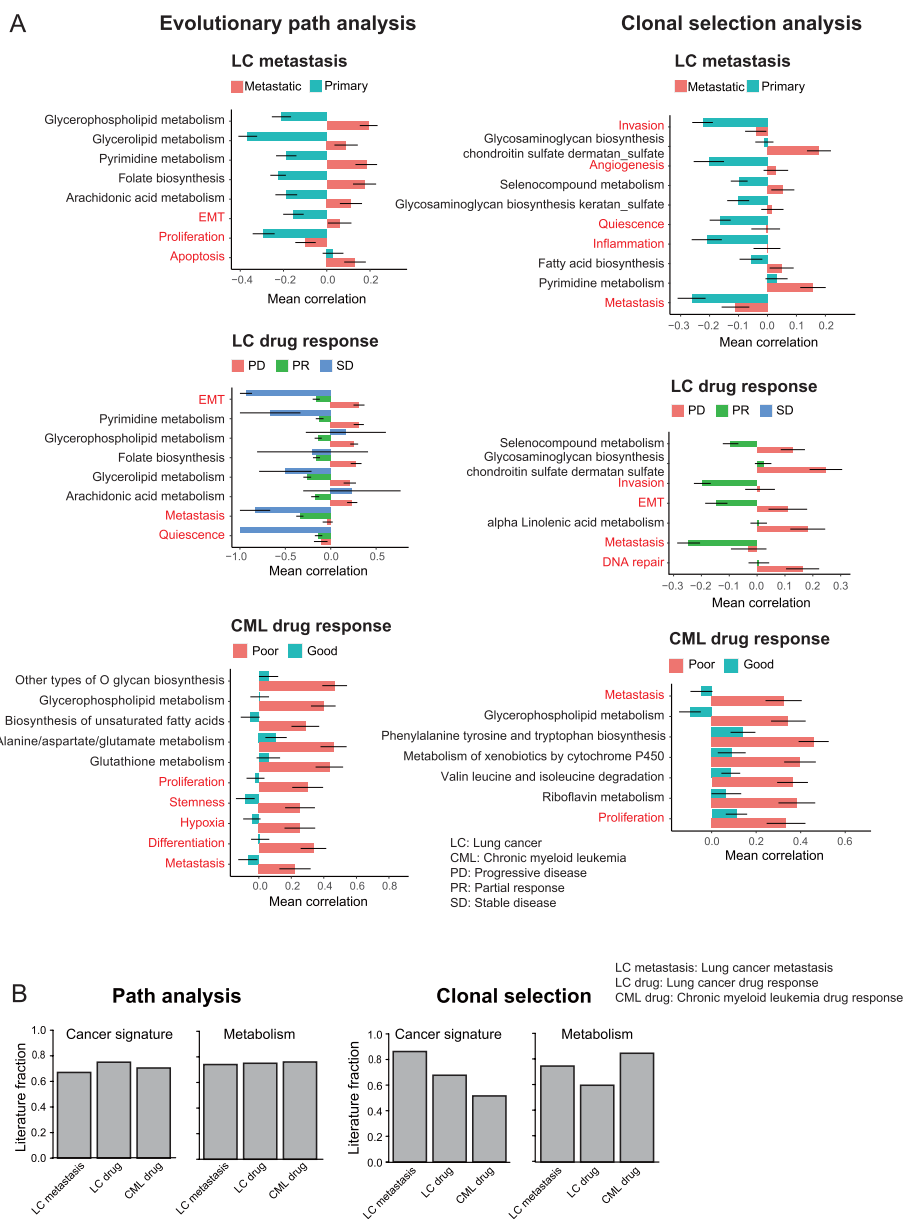 A
Evolutionary path analysis
Clonal selection analysis
LC metastasis
Metastatic Primary
Glycerophospholipid metabolism
Glycerolipid metabolism
Pyrimidine metabolism
Folate biosynthesis
Arachidonic acid metabolism
EMT
Proliferation
Apoptosis
−0.4 −0.2 0.0 0.2
Mean correlation
LC metastasis
Metastatic Primary
Invasion
Glycosaminoglycan biosynthesis
chondroitin sulfate dermatan_sulfate
Angiogenesis
Selenocompound metabolism
Glycosaminoglycan biosynthesis keratan_sulfate
Quiescence
Inflammation
Fatty acid biosynthesis
Pyrimidine metabolism
Metastasis
−0.3 −0.2 −0.1 0.0 0.1 0.2
Mean correlation
LC drug response
PD PR SD
EMT
Pyrimidine metabolism
Glycerophospholipid metabolism
Folate biosynthesis
Glycerolipid metabolism
Arachidonic acid metabolism
Metastasis
Quiescence
−1.0 −0.5 0.0 0.5
Mean correlation
LC drug response
PD PR SD
Selenocompound metabolism
Glycosaminoglycan biosynthesis
chondroitin sulfate dermatan sulfate
Invasion
EMT
alpha Linolenic acid metabolism
Metastasis
DNA repair
−0.3 −0.2 −0.1 0.0 0.1 0.2 0.3
Mean correlation
CML drug response
Poor Good
Other types of O glycan biosynthesis
Glycerophospholipid metabolism
Biosynthesis of unsaturated fatty acids
Alanine/aspartate/glutamate metabolism
Glutathione metabolism
Proliferation
Stemness
Hypoxia
Differentiation
Metastasis
0.0 0.2 0.4 0.6 0.8
Mean correlation
CML drug response
Poor Good
Metastasis
Glycerophospholipid metabolism
Phenylalanine tyrosine and tryptophan biosynthesis
Metabolism of xenobiotics by cytochrome P450
Valin leucine and isoleucine degradation
Riboflavin metabolism
Proliferation
0.0 0.2 0.4 0.6
Mean correlation
LC: Lung cancer
CML: Chronic myeloid leukemia
PD: Progressive disease
PR: Partial response
SD: Stable disease
LC metastasis: Lung cancer metastasis
LC drug: Lung cancer drug response
CML drug: Chronic myeloid leukemia drug response
B
Path analysis
Clonal selection
Cancer signature
Literature fraction
1.0
0.8
0.6
0.4
0.2
0.0
LC metastasis
LC drug
CML drug
Metabolism
LC metastasis
LC drug
CML drug
Cancer signature
Literature fraction
1.0
0.8
0.6
0.4
0.2
0.0
LC metastasis
LC drug
CML drug
Metabolism
LC metastasis
LC drug
CML drug